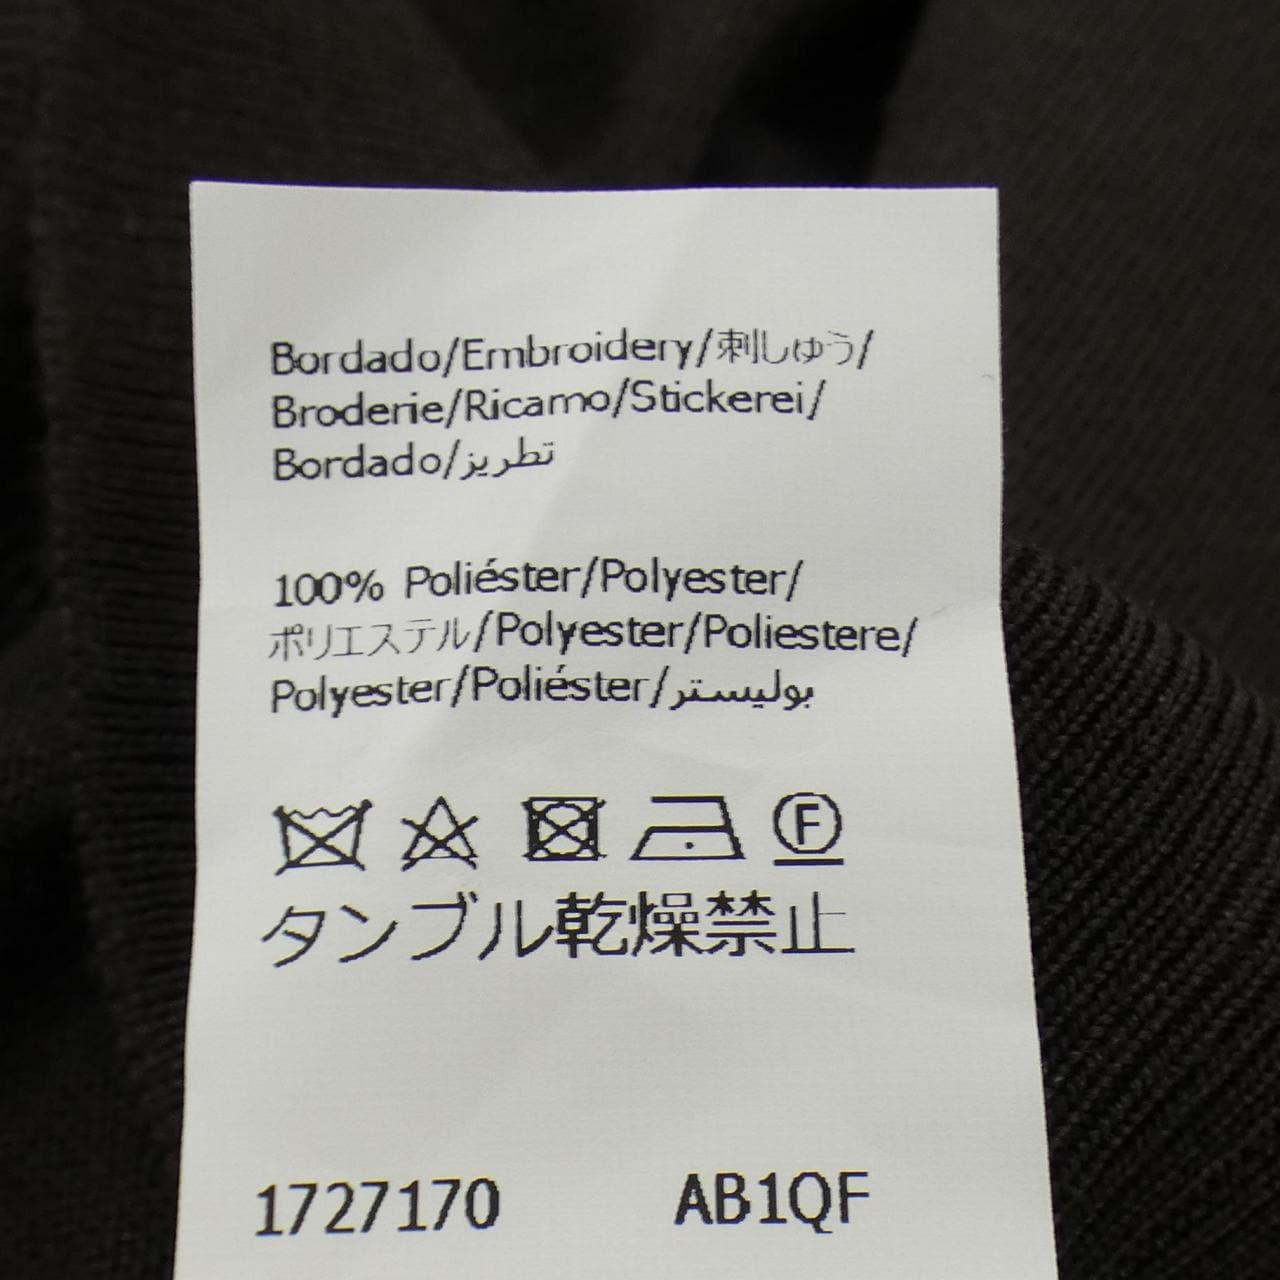 Bordado/Embroidery/刺しゅう/
Broderie/Ricamo/Stickerei/
Bordado/تطريز
100% Poliéster/Polyester/
ポリエステル/Polyester/Poliestere/
Polyester/Poliéster/بوليستر
F
タンブル乾燥禁止
1727170 AB1QF